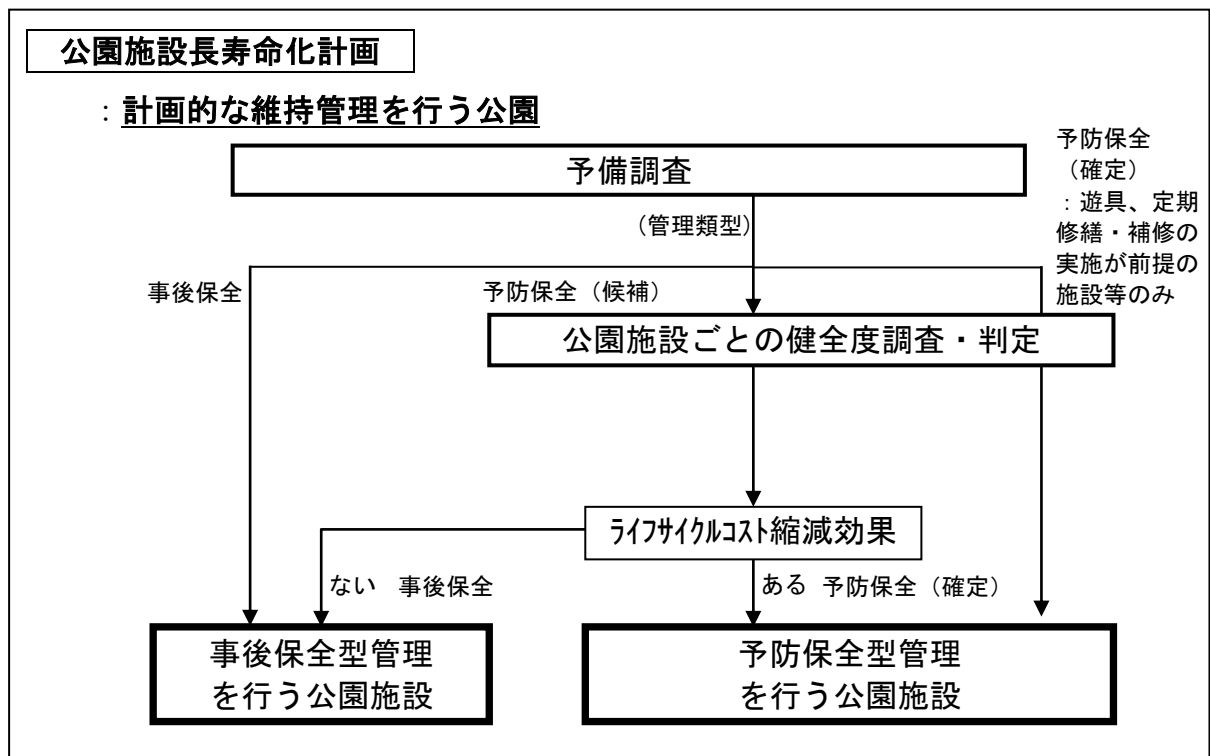 公園施設長寿命化計画
：計画的な維持管理を行う公園
予備調査
予防保全
（確定）
：遊具、定期
修繕・補修の
実施が前提の
施設等のみ
（管理類型）
事後保全
予防保全（候補）
公園施設ごとの健全度調査・判定
ﾗｲﾌｻｲｸﾙｺｽﾄ縮減効果
ない 事後保全
ある 予防保全（確定）
事後保全型管理
を行う公園施設
予防保全型管理
を行う公園施設